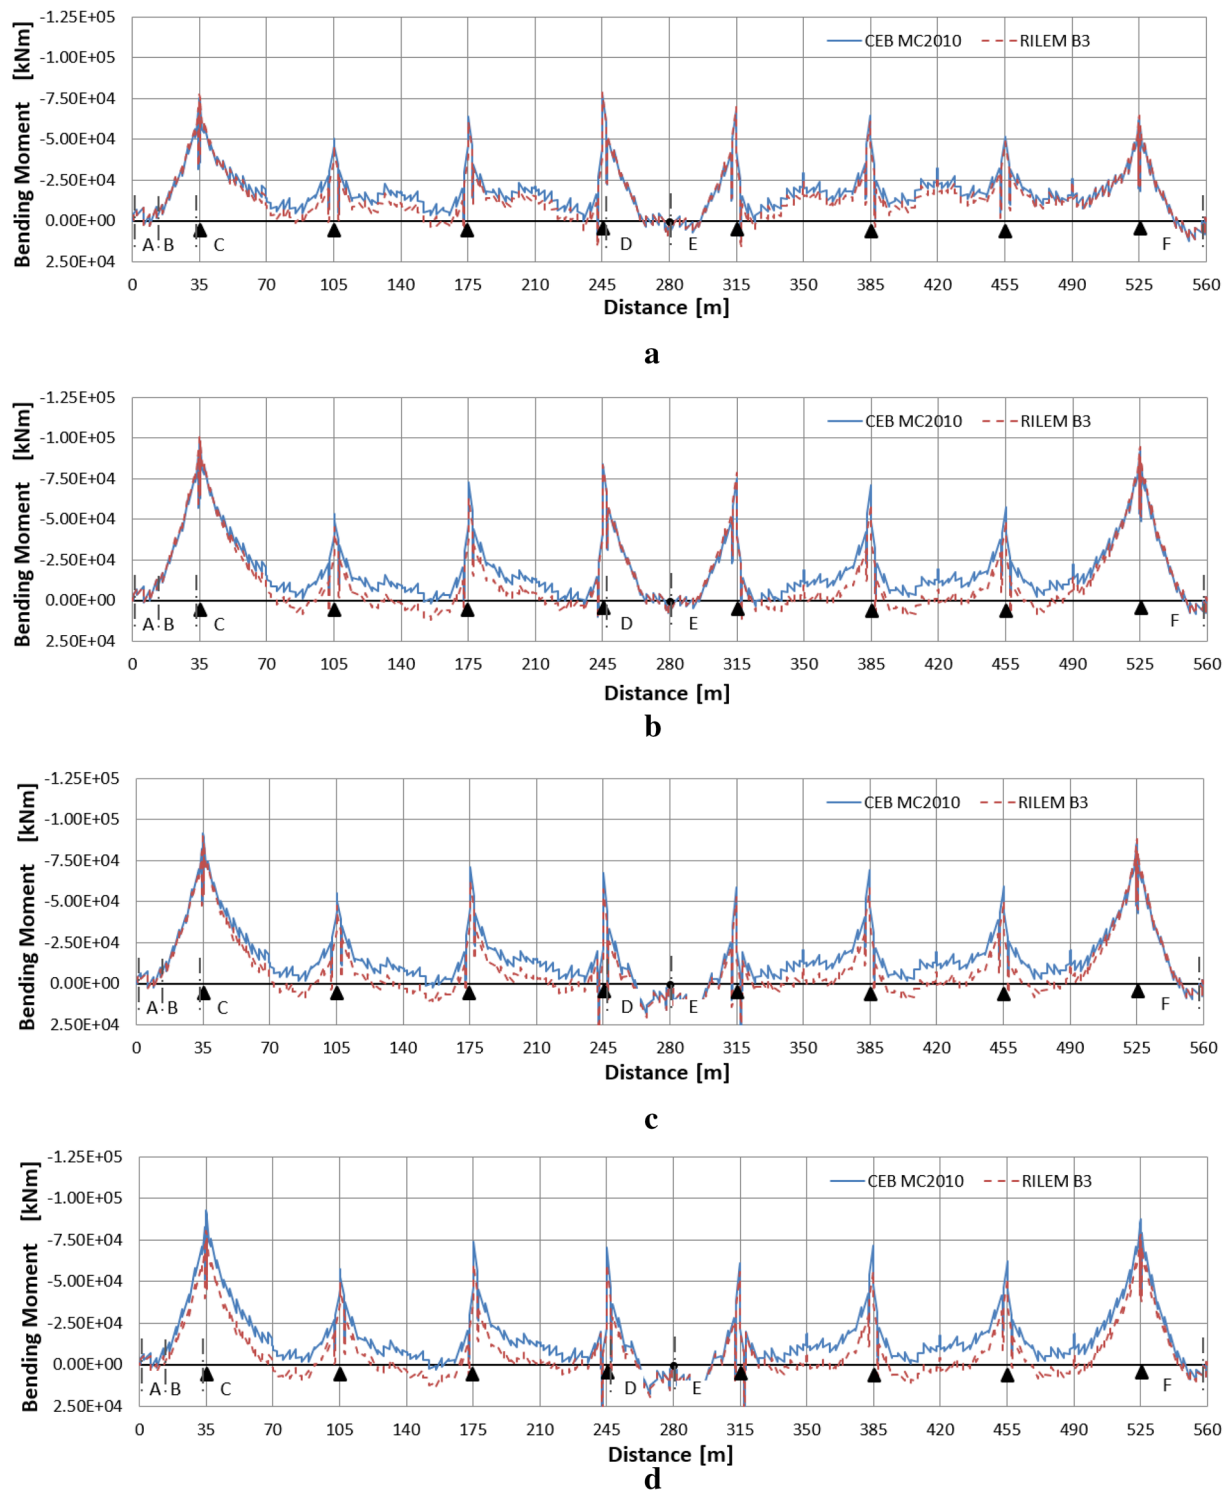 -1.25E+05
CEB MC2010 RILEM B3
-1.00E+05
-7.50E+04
-5.00E+04
-2.50E+04
0.00E+00
2.50E+04
Bending Moment [kNm]
A B C D E F
0 35 70 105 140 175 210 245 280 315 350 385 420 455 490 525 560
Distance [m]
a
-1.25E+05
CEB MC2010 RILEM B3
-1.00E+05
-7.50E+04
-5.00E+04
-2.50E+04
0.00E+00
2.50E+04
Bending Moment [kNm]
A B C D E F
0 35 70 105 140 175 210 245 280 315 350 385 420 455 490 525 560
Distance [m]
b
-1.25E+05
CEB MC2010 RILEM B3
-1.00E+05
-7.50E+04
-5.00E+04
-2.50E+04
0.00E+00
2.50E+04
Bending Moment [kNm]
A B C D E F
0 35 70 105 140 175 210 245 280 315 350 385 420 455 490 525 560
Distance [m]
c
-1.25E+05
CEB MC2010 RILEM B3
-1.00E+05
-7.50E+04
-5.00E+04
-2.50E+04
0.00E+00
2.50E+04
Bending Moment [kNm]
A B C D E F
0 35 70 105 140 175 210 245 280 315 350 385 420 455 490 525 560
Distance [m]
d